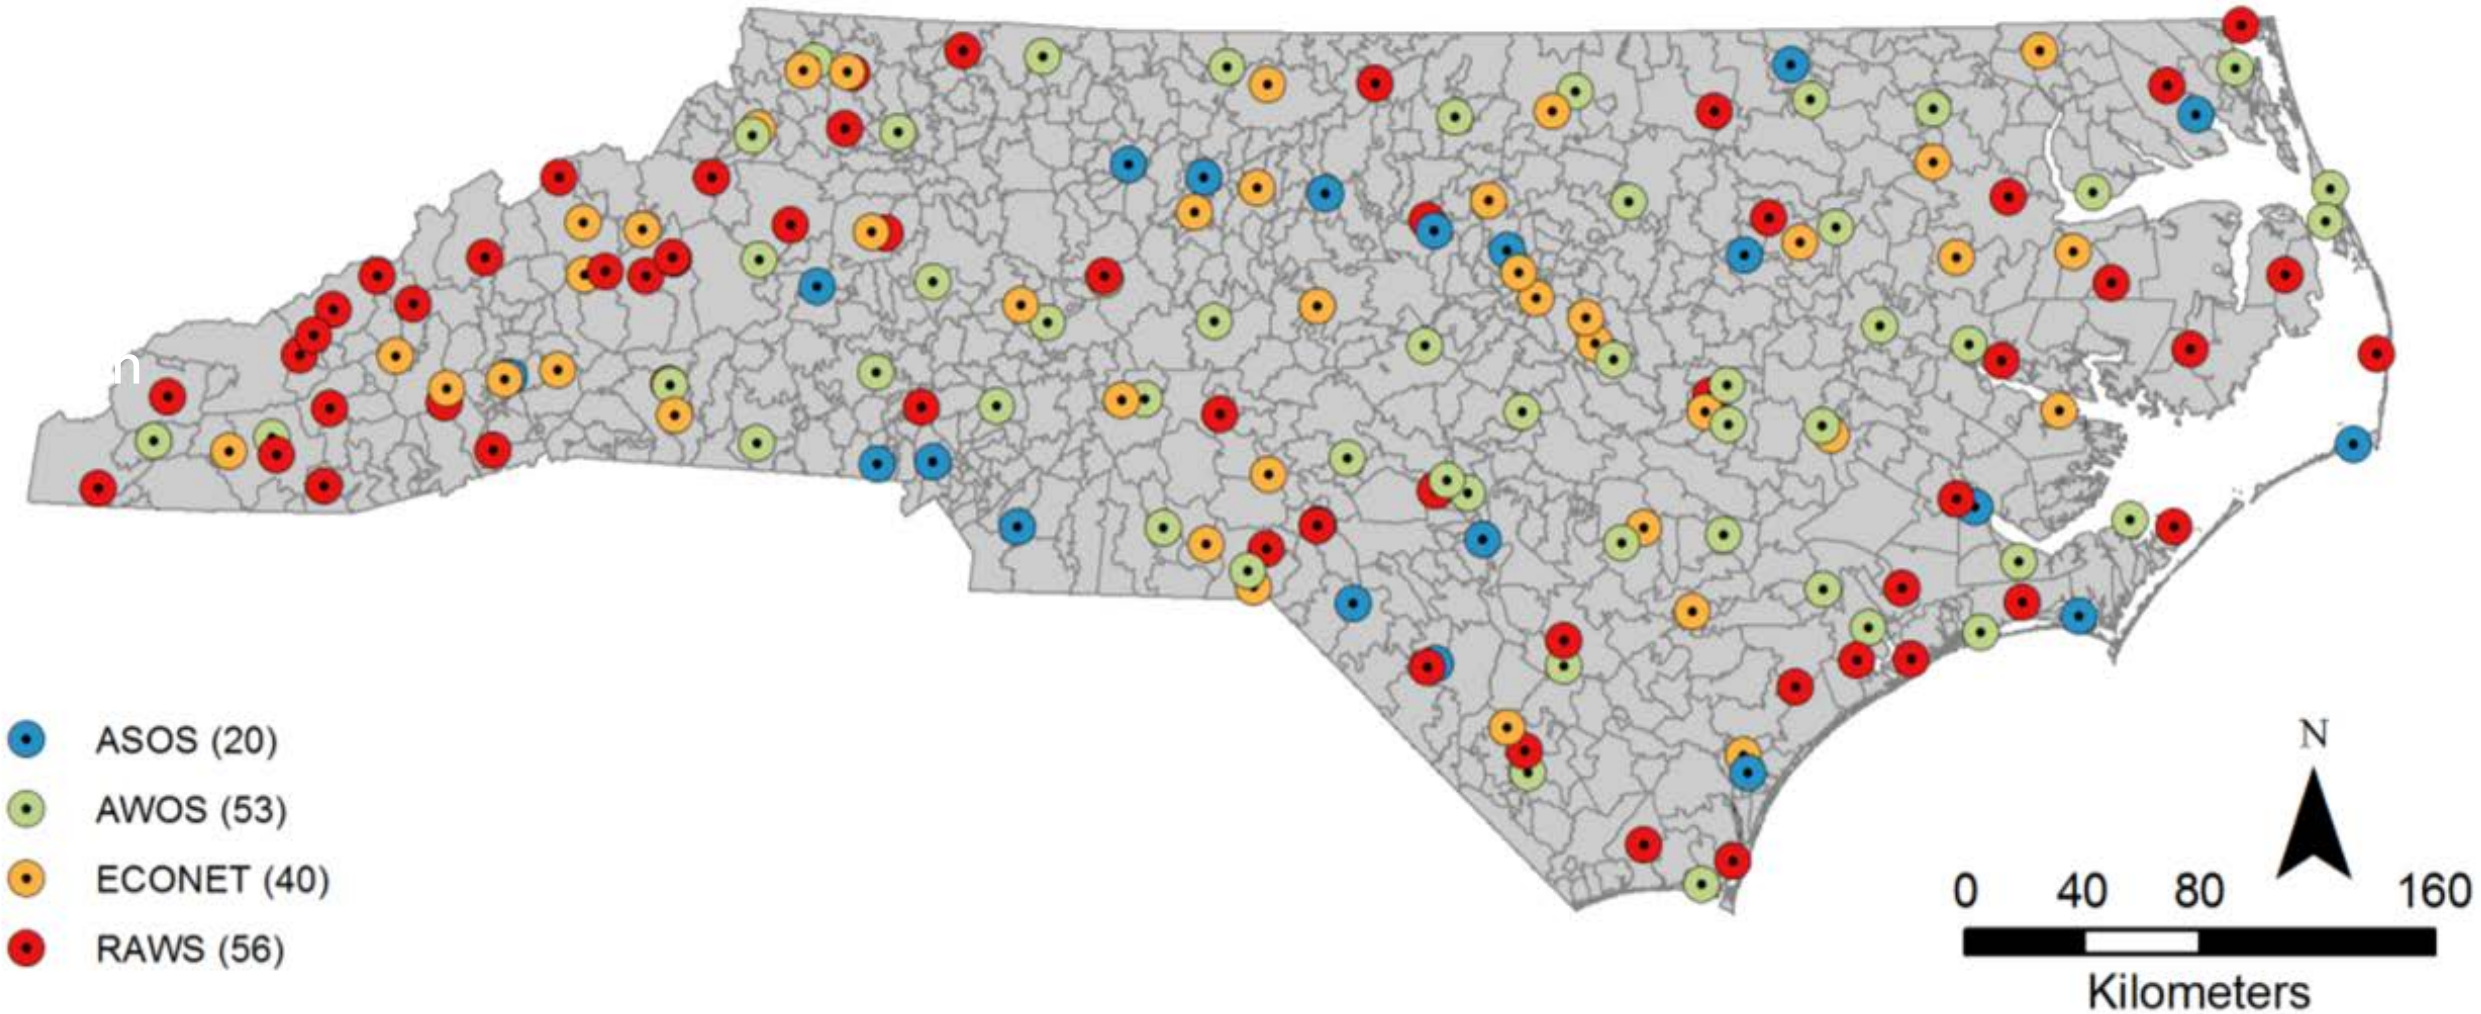 m
ASOS (20)
AWOS (53)
ECONET (40)
RAWS (56)
N
0 40 80 160
Kilometers